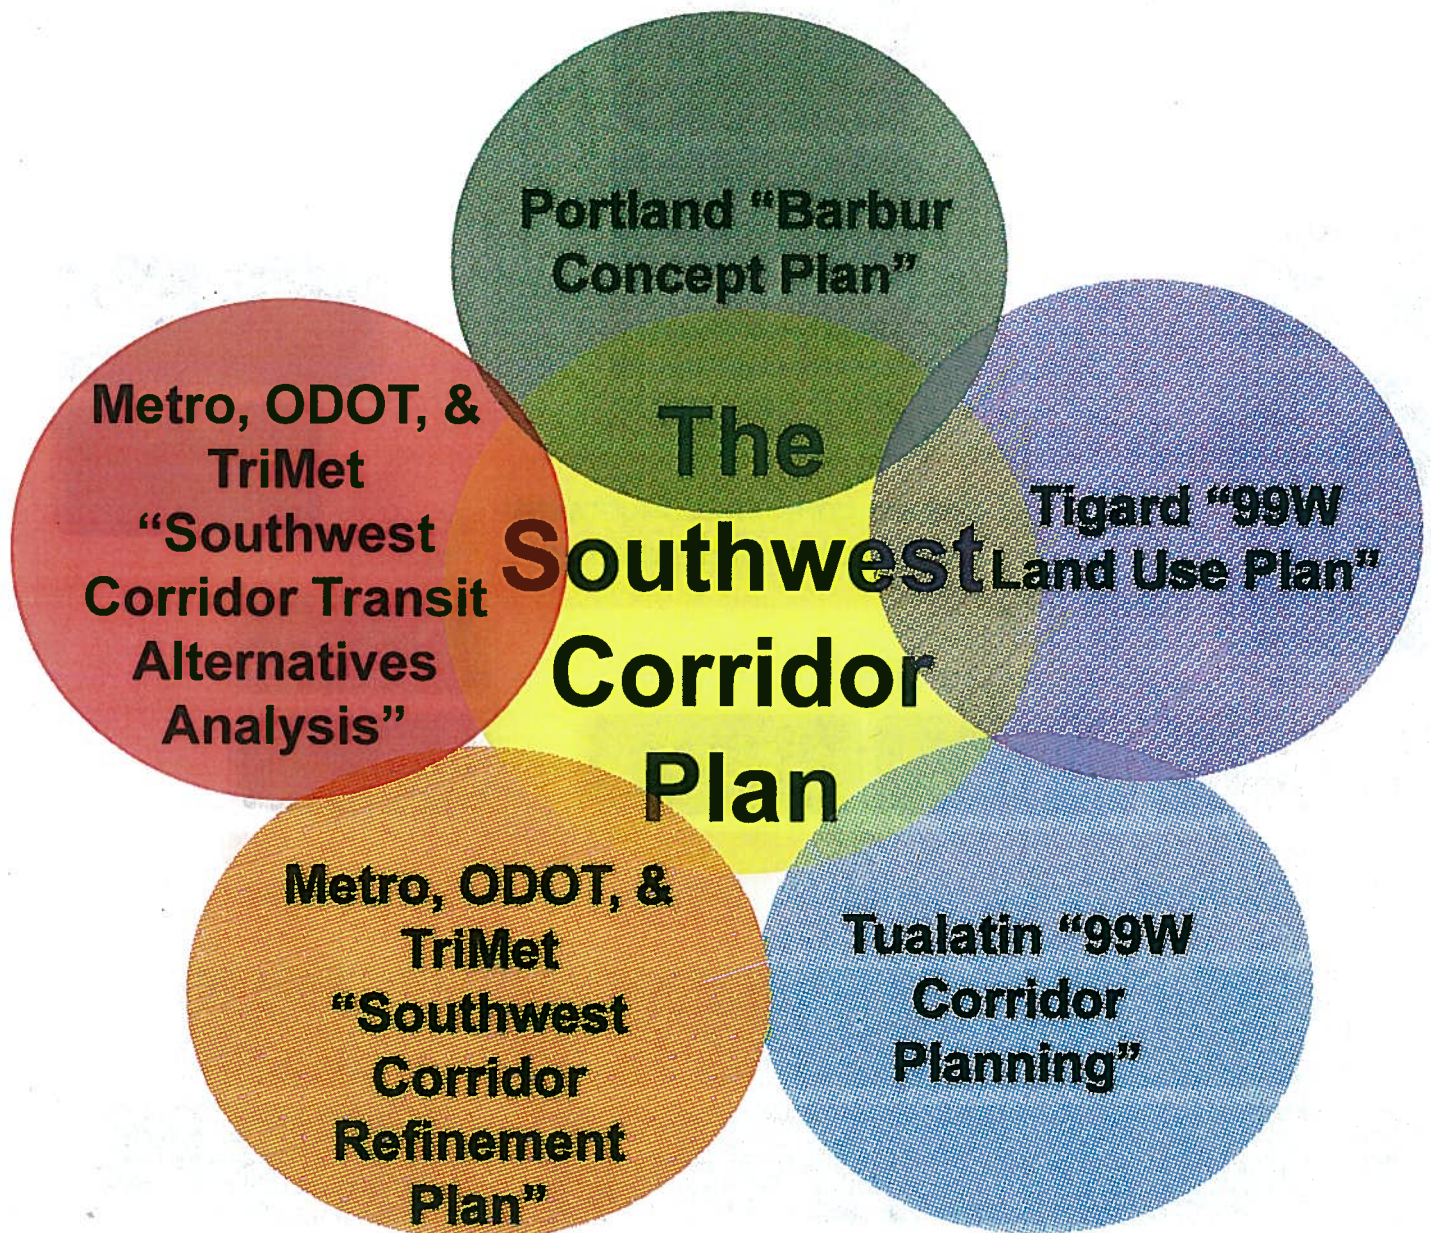 Portland “Barbur
Concept Plan”
Metro, ODOT, &
TriMet
“Southwest
Corridor Transit
Alternatives
Analysis”
The
Southwest
Corridor
Plan
Tigard “99W
Land Use Plan”
Metro, ODOT, &
TriMet
“Southwest
Corridor
Refinement
Plan”
Tualatin “99W
Corridor
Planning”